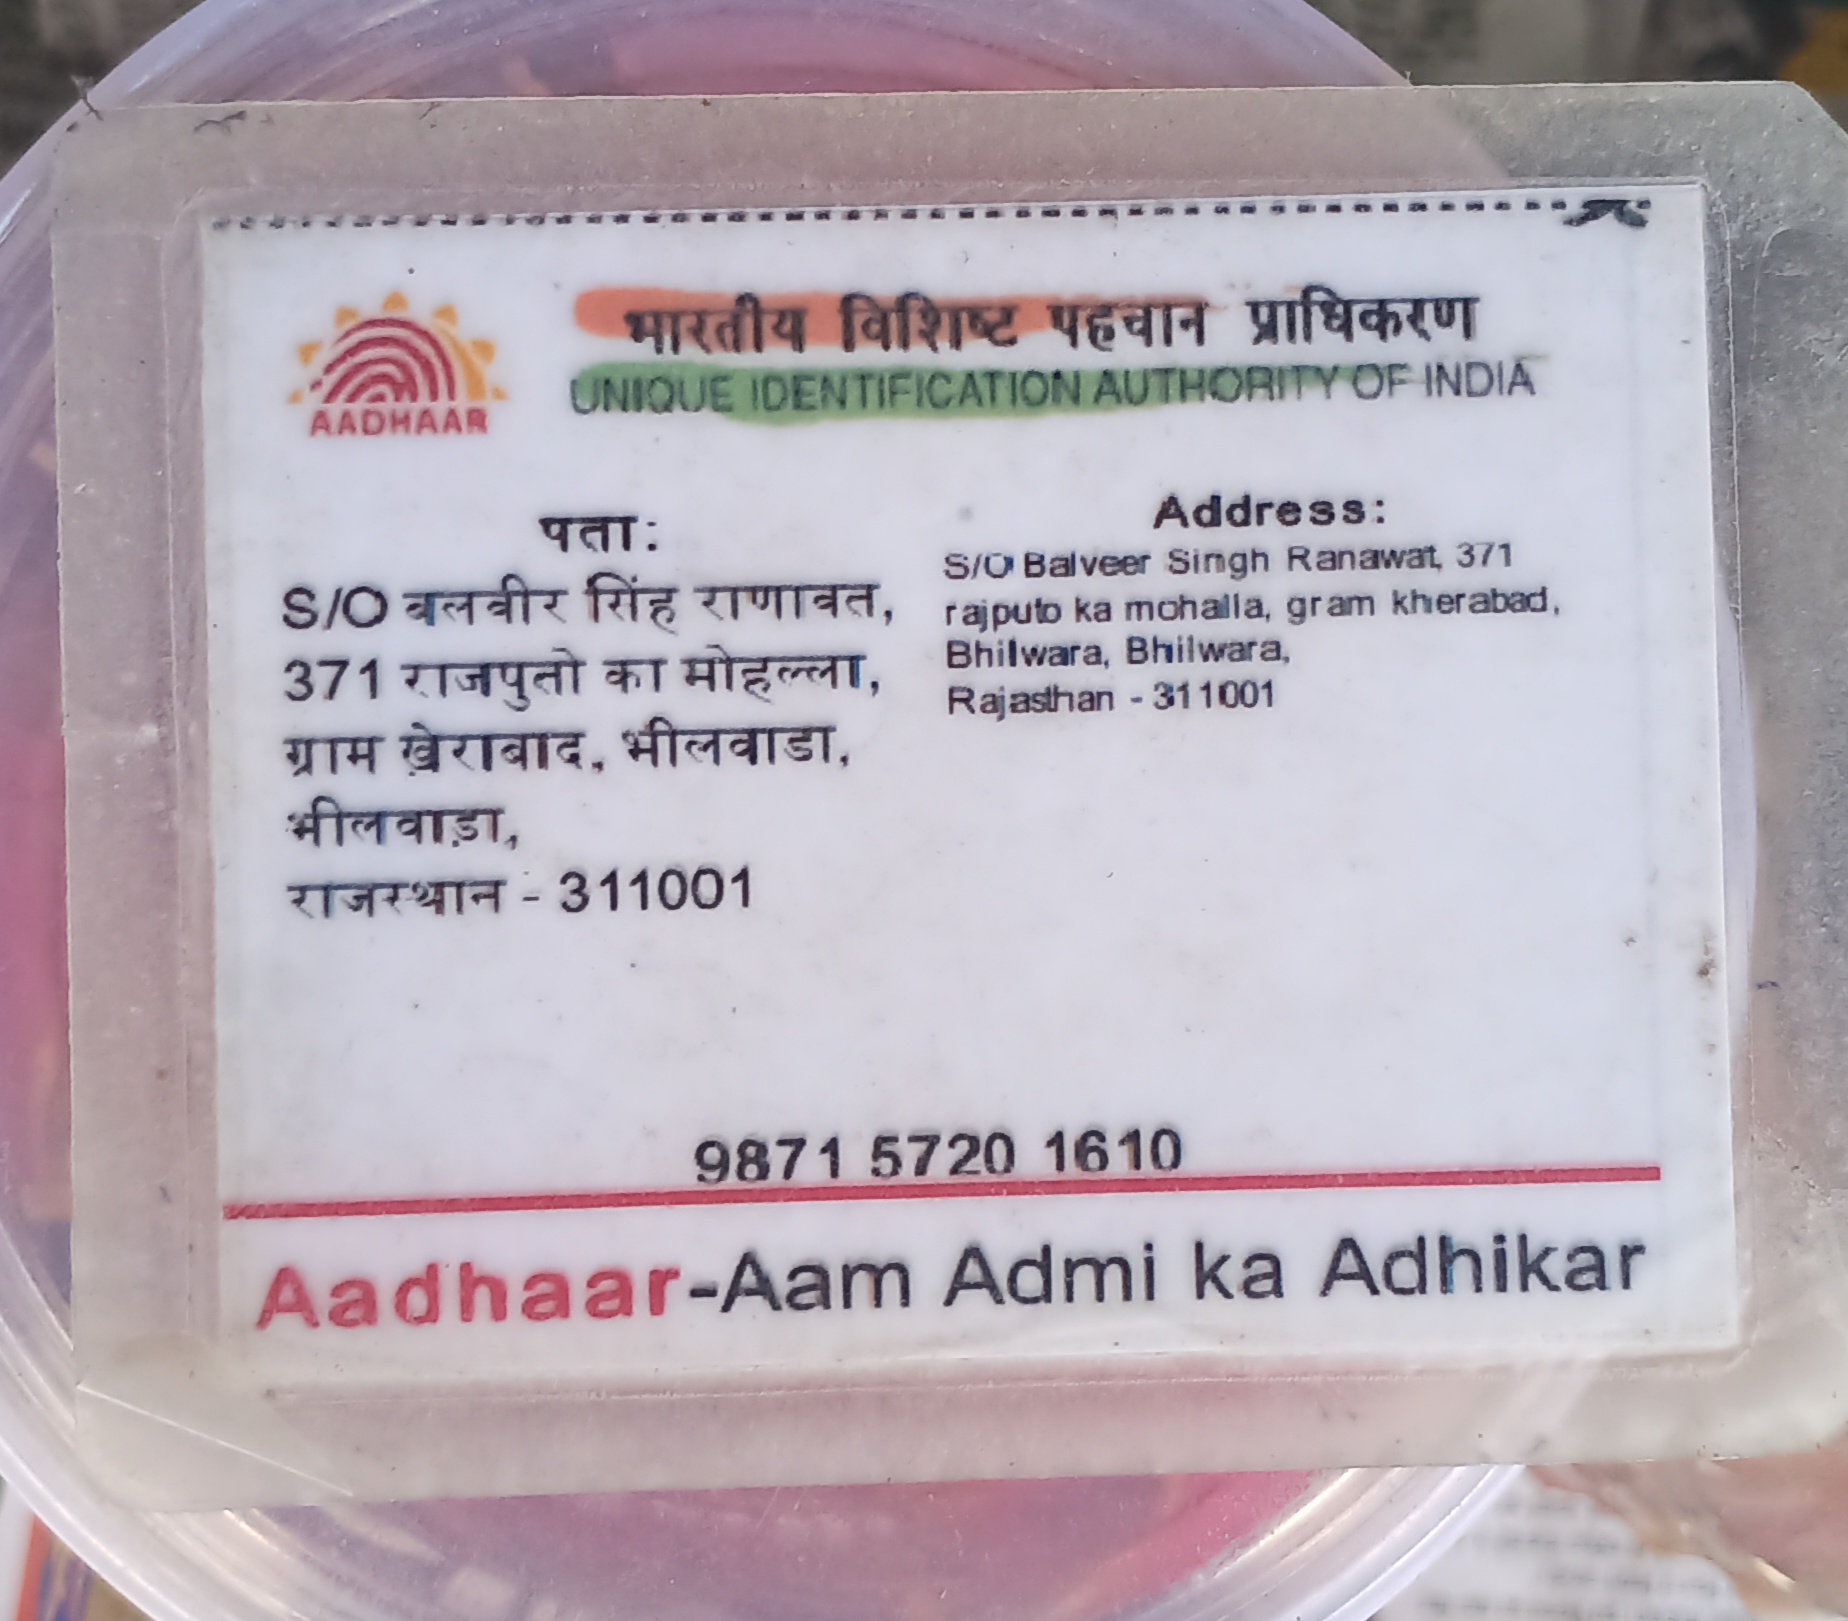 भारतीय विशिष्ट पहचान प्राधिकरण
UNIQUE IDENTIFICATION AUTHORITY OF INDIA
AADHAAR
पता:
S/O बलवीर सिंह राणावत,
371 राजपुतो का मोहल्ला,
ग्राम खे़राबाद, भीलवाडा,
भीलवाड़ा,
राजस्थान - 311001
Address:
S/O Balveer Singh Ranawat, 371
rajputo ka mohalla, gram kherabad,
Bhilwara, Bhilwara,
Rajasthan - 311001
9871 5720 1610
Aadhaar-Aam Admi ka Adhikar